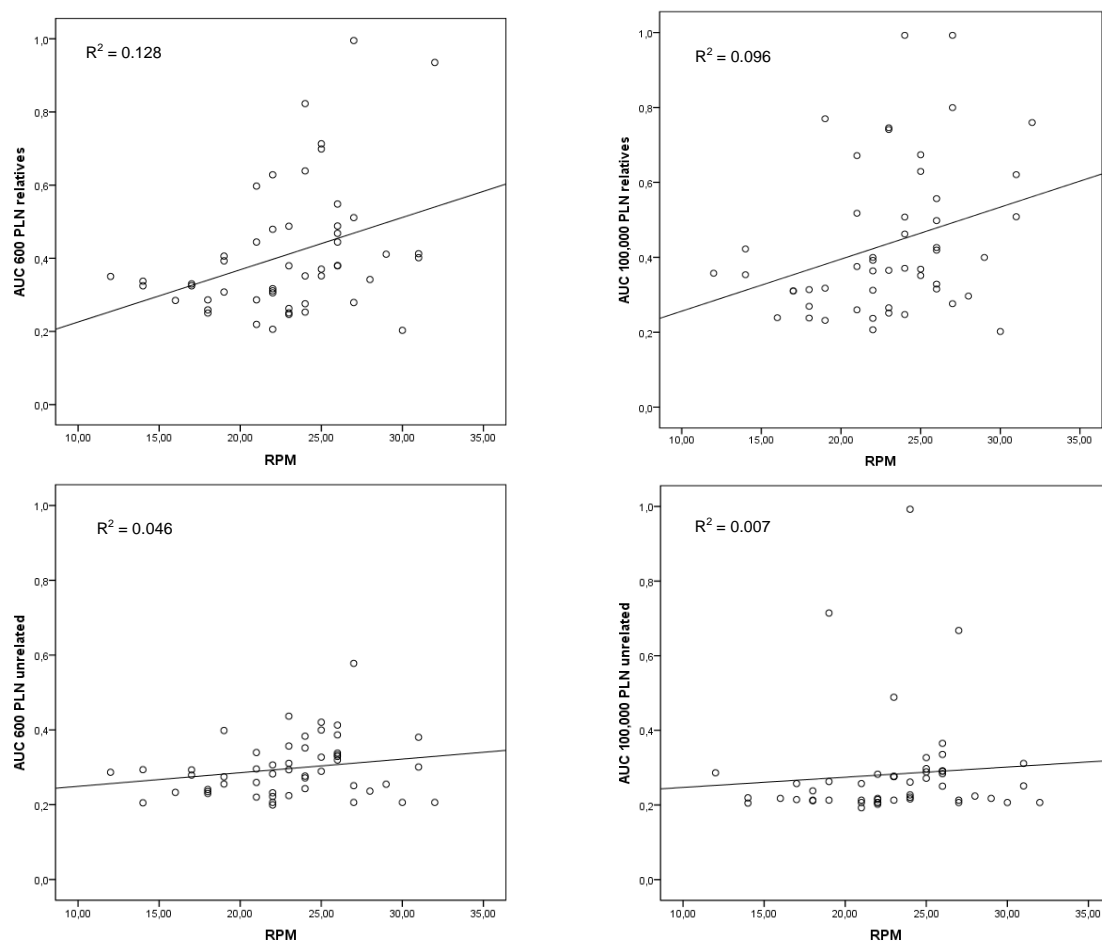 R² = 0.128
AUC 600 PLN relatives
1,0
0,8
0,6
0,4
0,2
0,0
10,00 15,00 20,00 25,00 30,00 35,00
RPM
R² = 0.096
AUC 100,000 PLN relatives
1,0
0,8
0,6
0,4
0,2
0,0
10,00 15,00 20,00 25,00 30,00 35,00
RPM
R² = 0.046
AUC 600 PLN unrelated
1,0
0,8
0,6
0,4
0,2
0,0
10,00 15,00 20,00 25,00 30,00 35,00
RPM
R² = 0.007
AUC 100,000 PLN unrelated
1,0
0,8
0,6
0,4
0,2
0,0
10,00 15,00 20,00 25,00 30,00 35,00
RPM